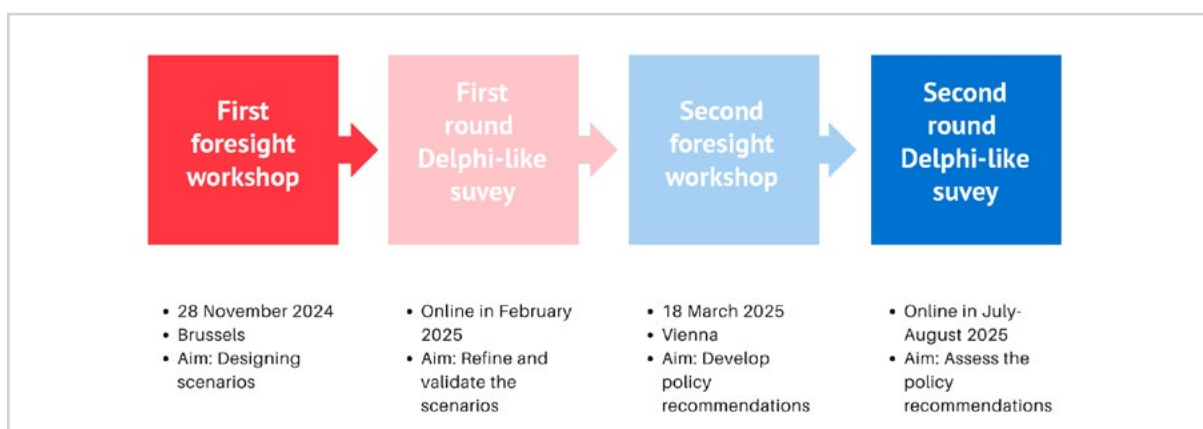 First
foresight
workshop
First
round
Delphi-like
suvey
Second
foresight
workshop
Second
round
Delphi-like
suvey
• 28 November 2024
• Brussels
• Aim: Designing
scenarios
• Online in February
2025
• Aim: Refine and
validate the
scenarios
• 18 March 2025
• Vienna
• Aim: Develop
policy
recommendations
• Online in July-
August 2025
• Aim: Assess the
policy
recommendations